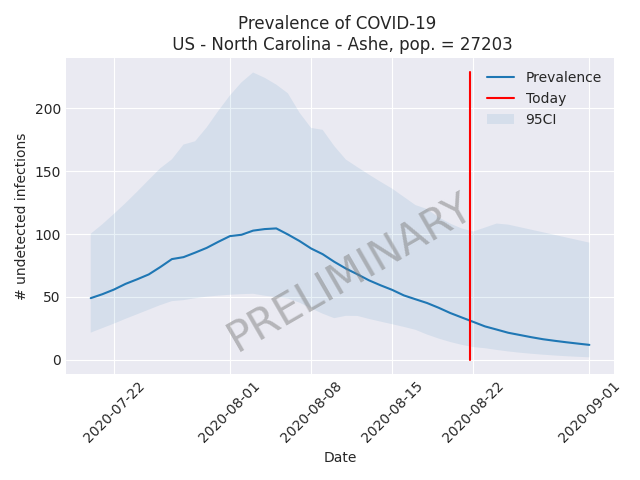 Prevalence of COVID-19
US - North Carolina - Ashe, pop. = 27203
# undetected infections
200
150
100
50
0
Prevalence
Today
95CI
PRELIMINARY
2020-07-22
2020-08-01
2020-08-08
2020-08-15
2020-08-22
2020-09-01
Date